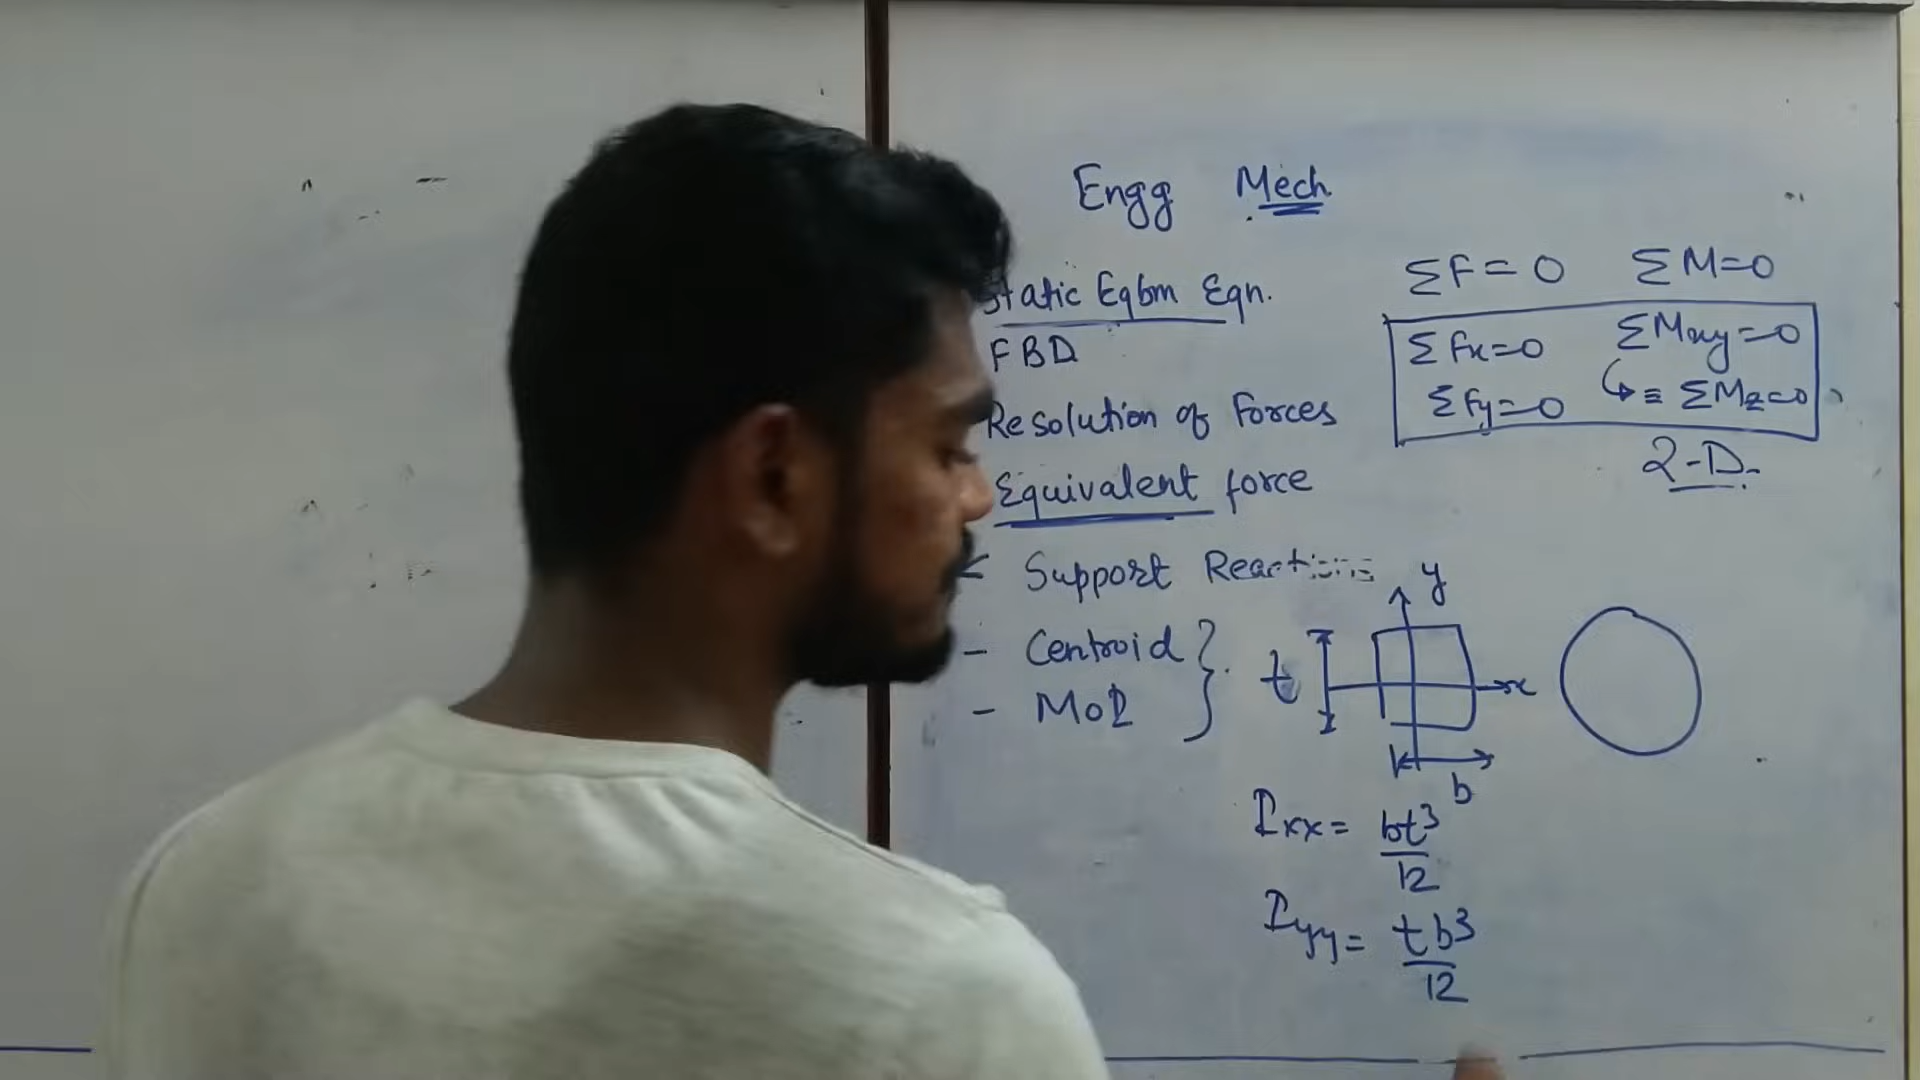 Engg Mech
Static Eqbm Eqn.
FBD
Resolution of Forces
Equivalent force
Support Reactions
- Centroid
- MOI
ΣF = 0 ΣM=0
ΣFx=0 ΣMxy=0
ΣFy=0 ≡ ΣMz=0
2-D.
y
t
x
b
Ixx = bt³/12
Iyy = tb³/12